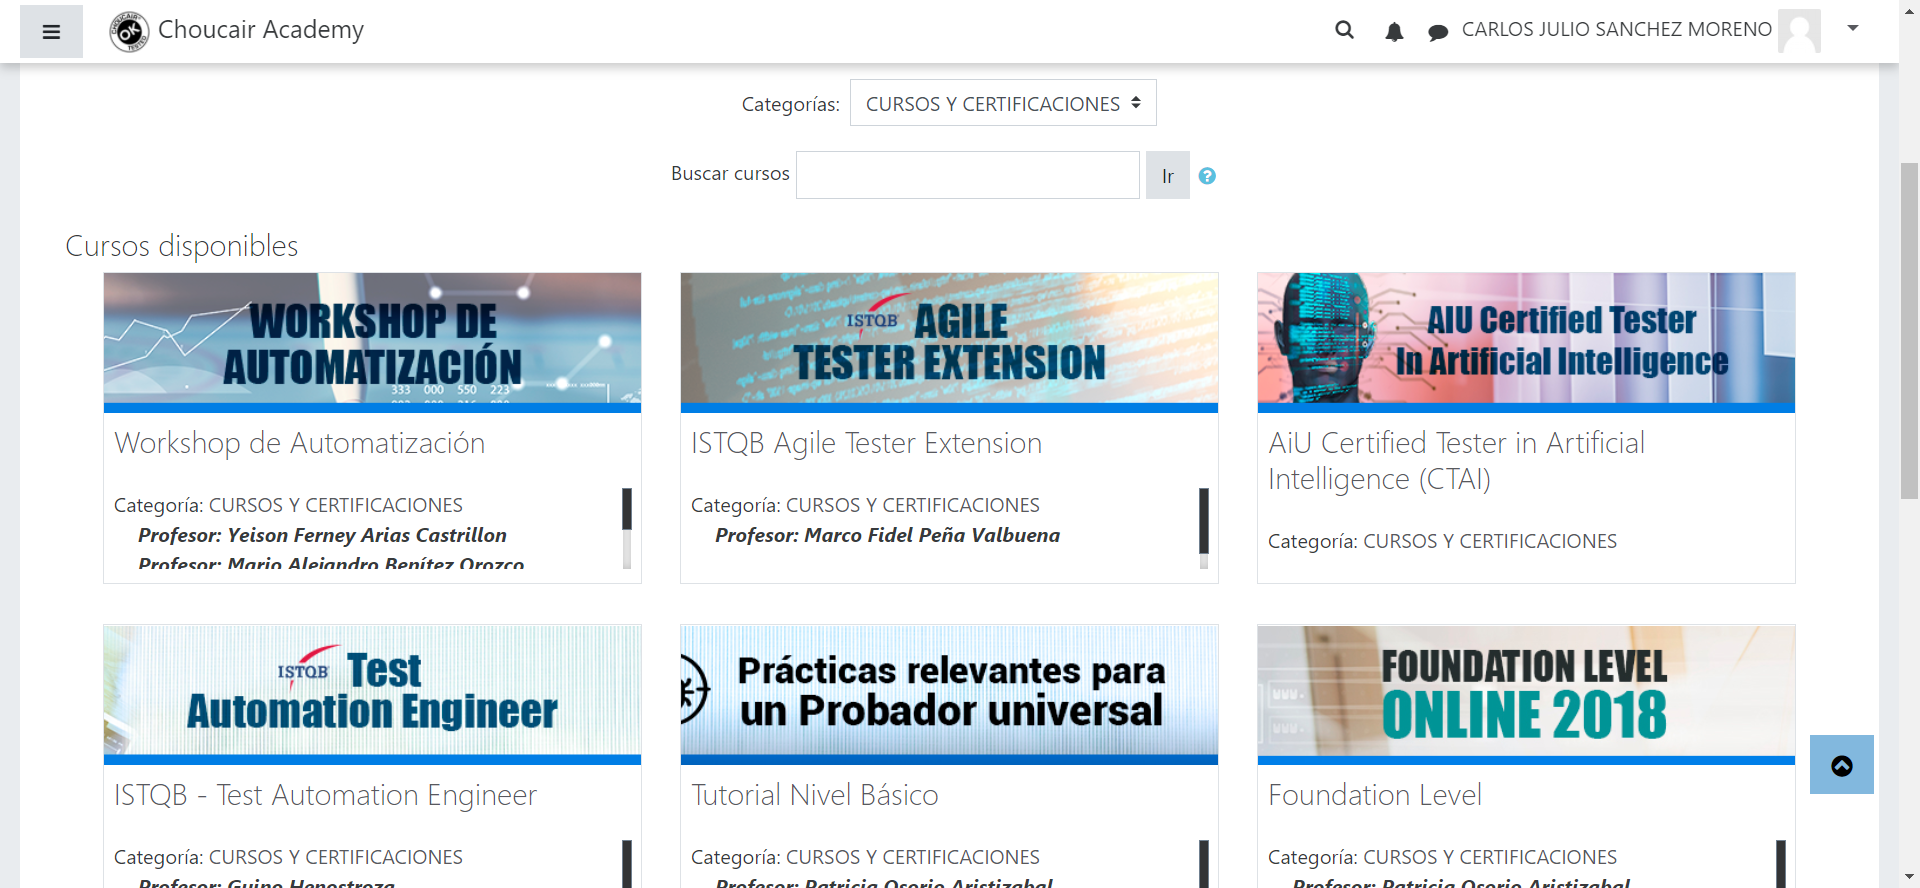 Choucair Academy
CARLOS JULIO SANCHEZ MORENO
Categorías: CURSOS Y CERTIFICACIONES
Buscar cursos
Ir
Cursos disponibles
WORKSHOP DE
AUTOMATIZACIÓN
333 000 550 223
ISTQB AGILE
TESTER EXTENSION
AIU Certified Tester
In Artificial Intelligence
Workshop de Automatización
Categoría: CURSOS Y CERTIFICACIONES
Profesor: Yeison Ferney Arias Castrillon
Profesor: Mario Alejandro Benítez Orozco
ISTQB Agile Tester Extension
Categoría: CURSOS Y CERTIFICACIONES
Profesor: Marco Fidel Peña Valbuena
AiU Certified Tester in Artificial
Intelligence (CTAI)
Categoría: CURSOS Y CERTIFICACIONES
ISTQB Test
Automation Engineer
Prácticas relevantes para
un Probador universal
FOUNDATION LEVEL
ONLINE 2018
ISTQB - Test Automation Engineer
Categoría: CURSOS Y CERTIFICACIONES
Profesor: Guino Henostroza
Tutorial Nivel Básico
Categoría: CURSOS Y CERTIFICACIONES
Profesor: Patricia Osorio Aristizabal
Foundation Level
Categoría: CURSOS Y CERTIFICACIONES
Profesor: Patricia Osorio Aristizabal